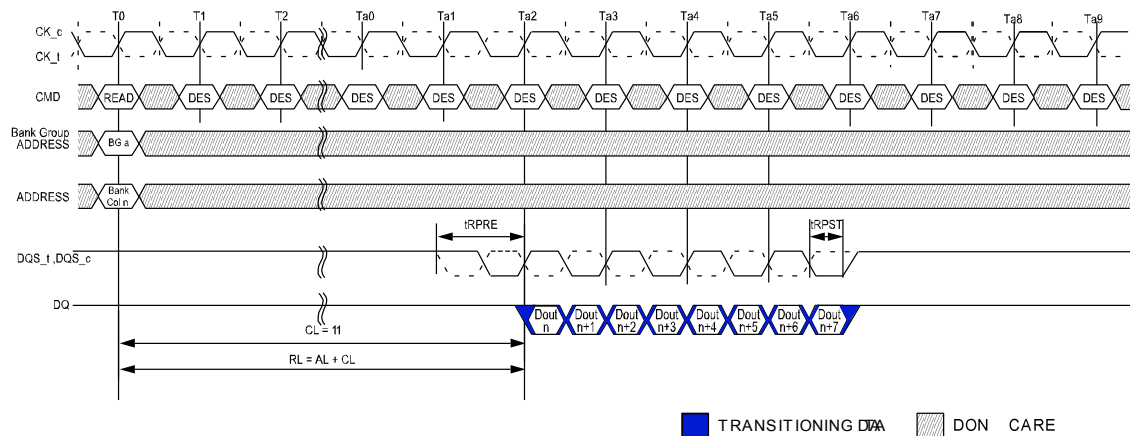 T0 T1 T2 Ta0 Ta1 Ta2 Ta3 Ta4 Ta5 Ta6 Ta7 Ta8 Ta9
CK_c
CK_t
CMD READ DES DES DES DES DES DES DES DES DES DES DES DES
Bank Group
ADDRESS BG a
ADDRESS Bank
Col n
tRPRE tRPST
DQS_t ,DQS_c
DQ Dout
n Dout
n+1 Dout
n+2 Dout
n+3 Dout
n+4 Dout
n+5 Dout
n+6 Dout
n+7
CL = 11
RL = AL + CL
TRANSITIONING DATA DON CARE